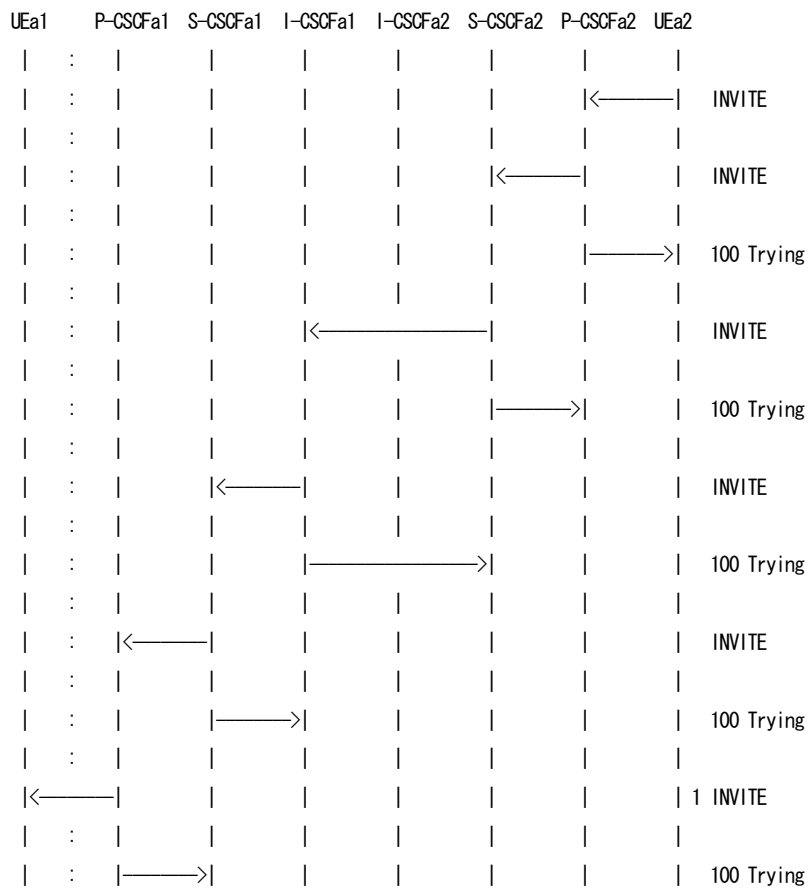 UEa1 P-CSCFa1 S-CSCFa1 I-CSCFa1 I-CSCFa2 S-CSCFa2 P-CSCFa2 UEa2
INVITE
INVITE
100 Trying
INVITE
100 Trying
INVITE
100 Trying
INVITE
100 Trying
1 INVITE
100 Trying